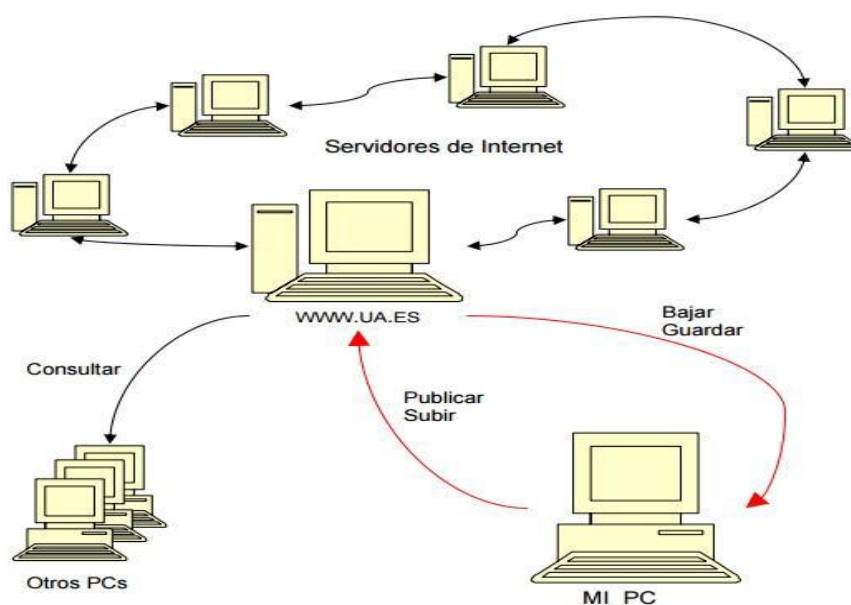 Servidores de Internet
WWW.UA.ES
Bajar
Guardar
Consultar
Publicar
Subir
Otros PCs
MI PC